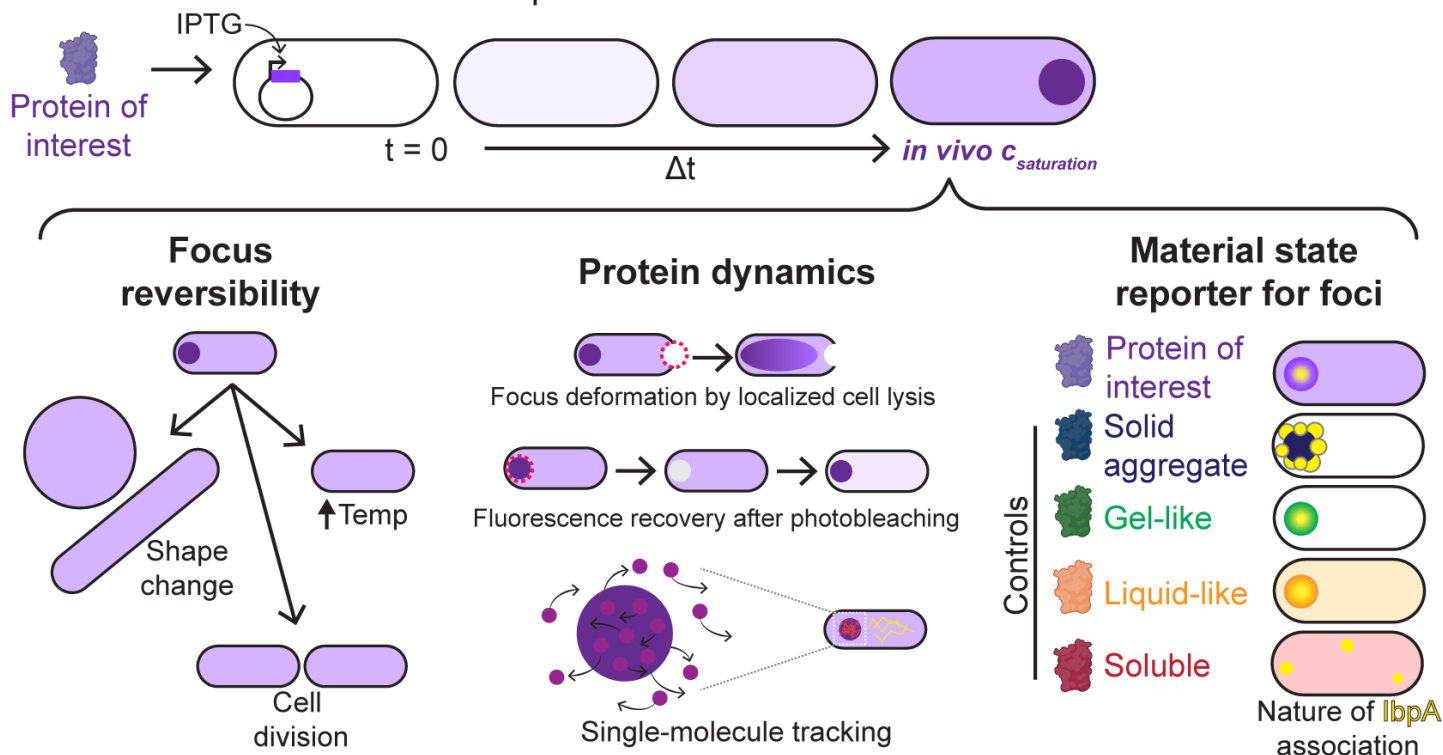 IPTG
Protein of
interest
t = 0
Δt
in vivo c_saturation
Focus
reversibility
Temp
Shape
change
Cell
division
Protein dynamics
Focus deformation by localized cell lysis
Fluorescence recovery after photobleaching
Single-molecule tracking
Material state
reporter for foci
Protein of
interest
Solid
aggregate
Gel-like
Liquid-like
Soluble
Controls
Nature of IbpA
association